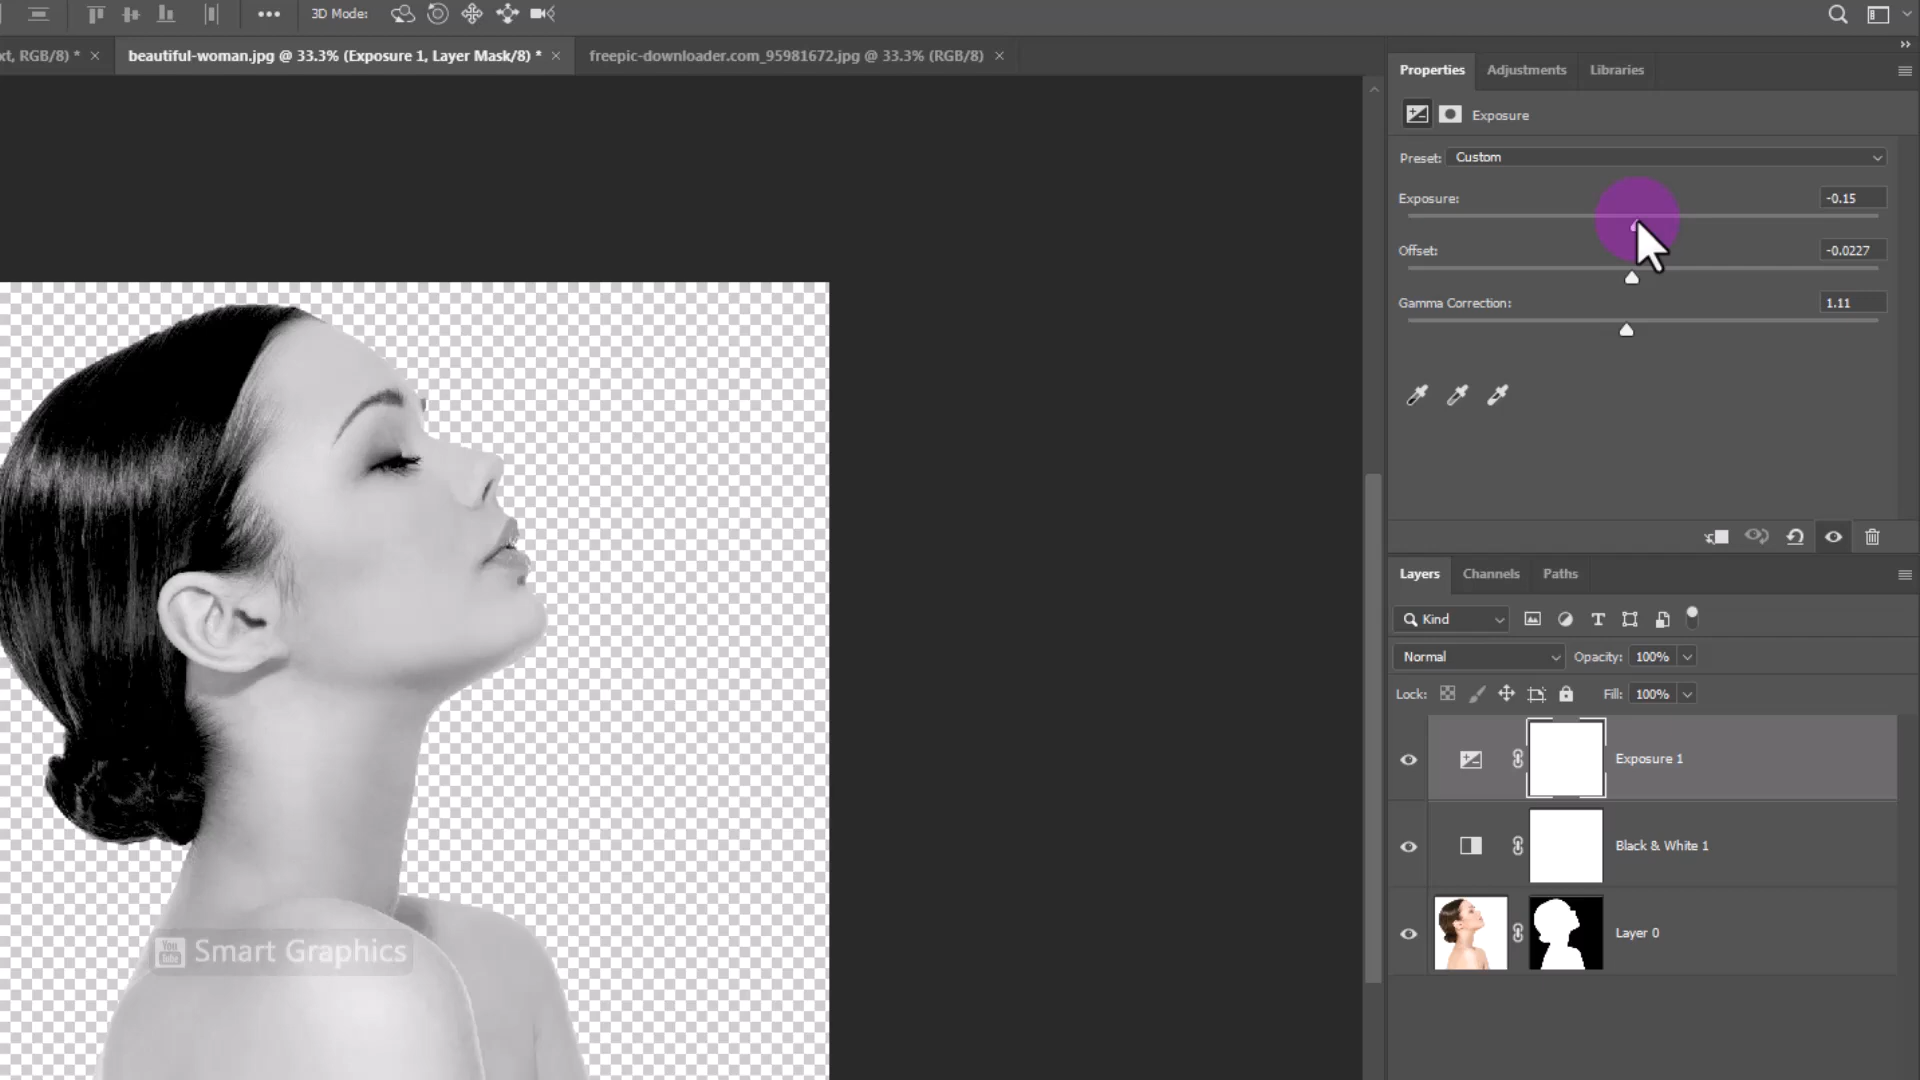 3D Mode:
xt, RGB/8) * ×
beautiful-woman.jpg @ 33.3% (Exposure 1, Layer Mask/8) * ×
freepic-downloader.com_95981672.jpg @ 33.3% (RGB/8) ×
Properties Adjustments Libraries
Exposure
Preset: Custom
Exposure: -0.15
Offset: -0.0227
Gamma Correction: 1.11
Layers Channels Paths
Kind
Normal Opacity: 100%
Lock: Fill: 100%
Exposure 1
Black & White 1
Layer 0
You Tube Smart Graphics